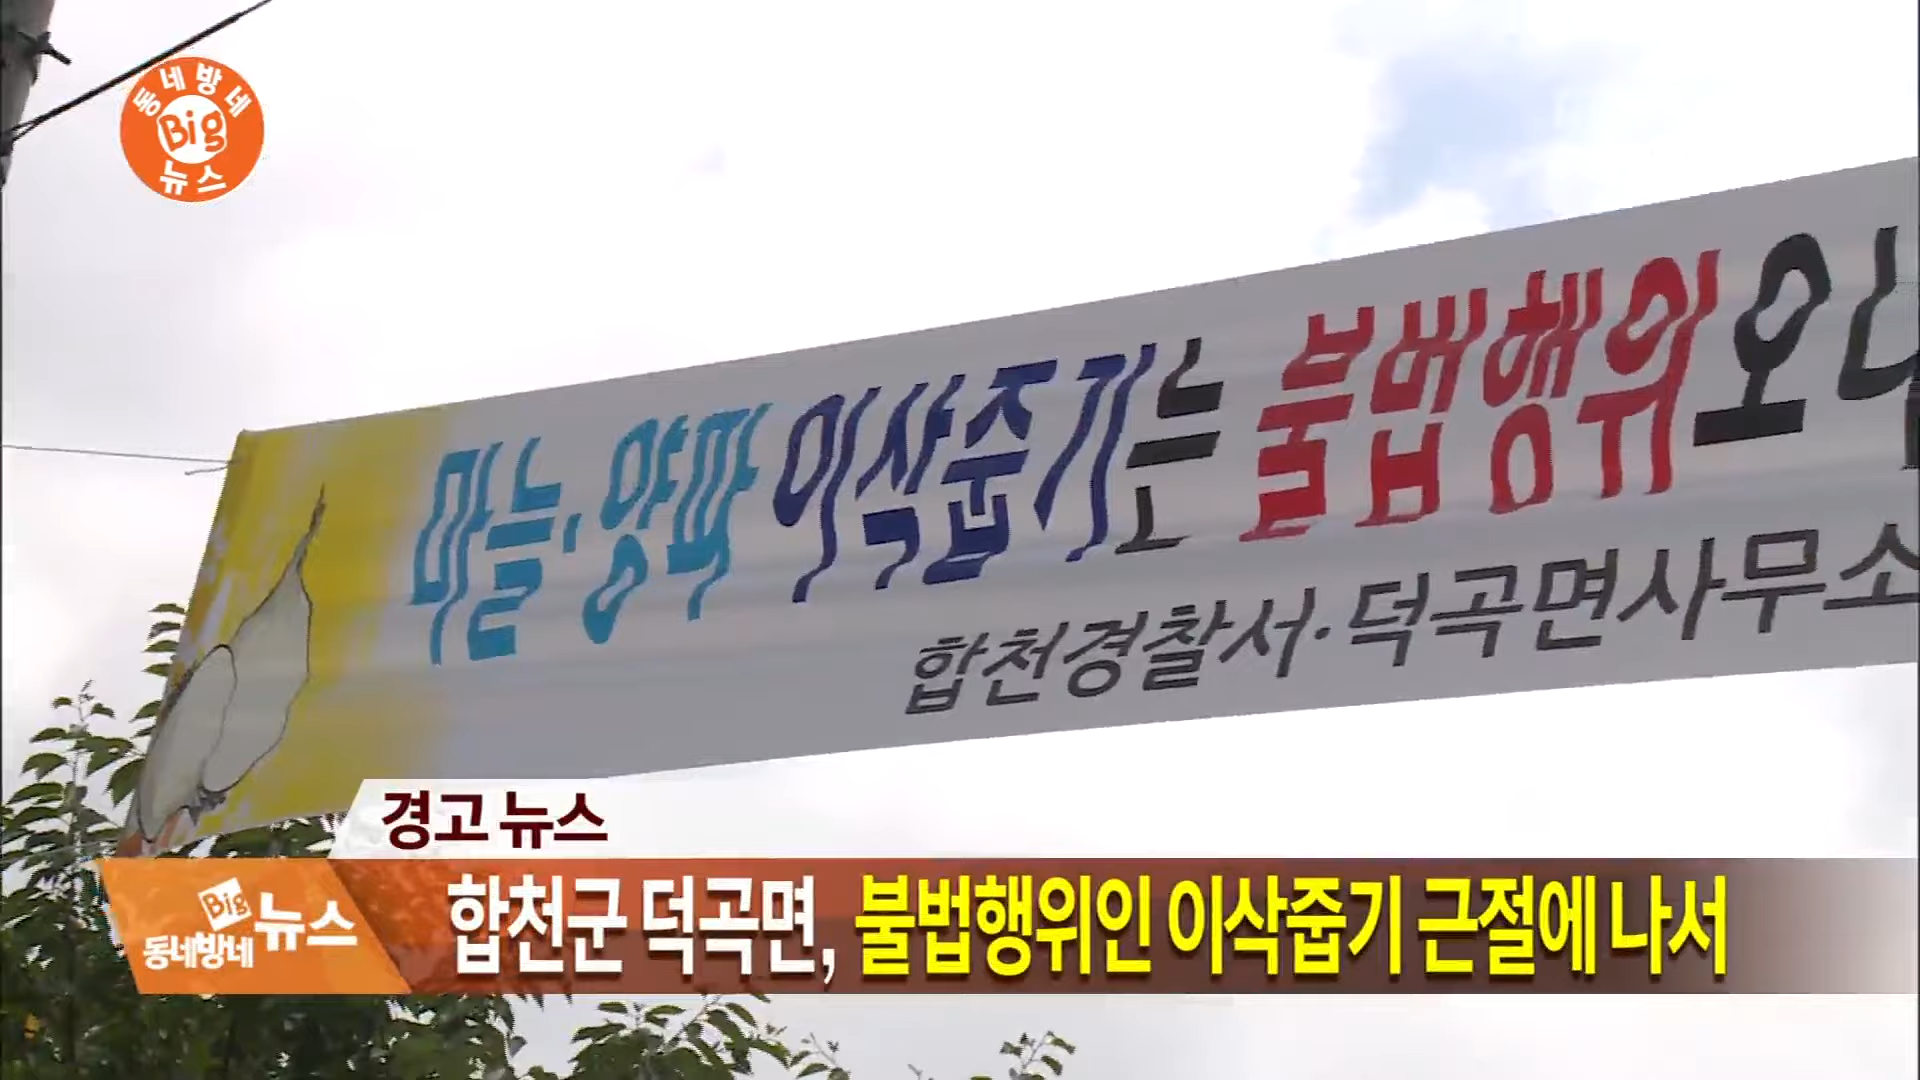 동네방네
Big
뉴스
마늘·양파 이삭줍기는 불법행위오니
합천경찰서·덕곡면사무소
경고 뉴스
Big
동네방네 뉴스
합천군 덕곡면, 불법행위인 이삭줍기 근절에 나서